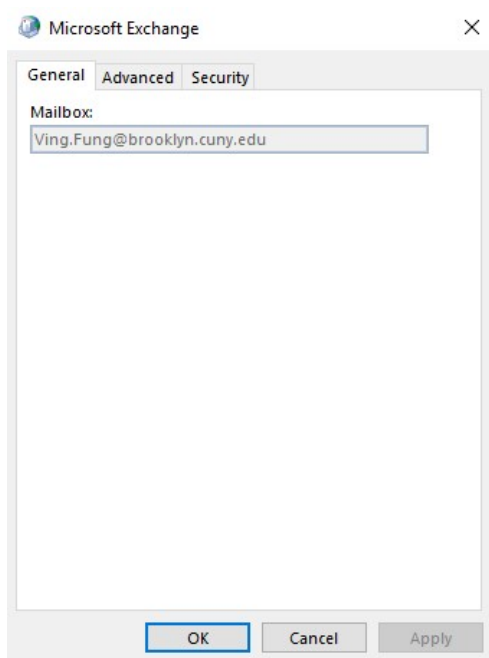 Microsoft Exchange
General Advanced Security
Mailbox:
Ving.Fung@brooklyn.cuny.edu
OK Cancel Apply